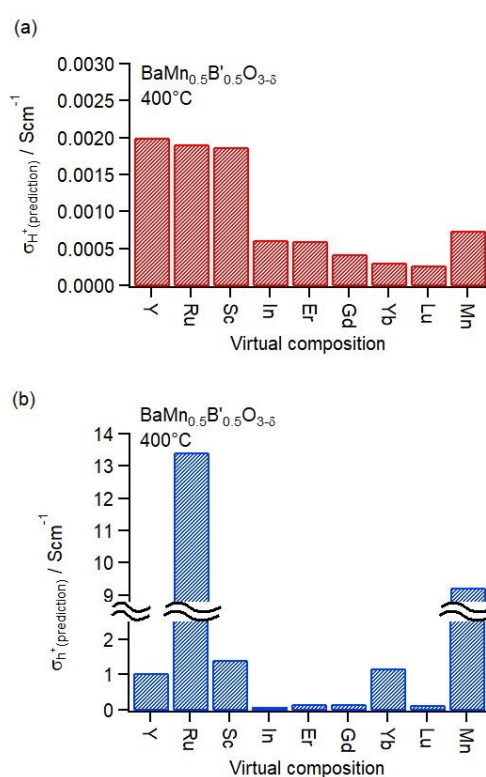 (a)
BaMn0.5B'0.5O3-δ
400°C
0.0030
0.0025
0.0020
0.0015
0.0010
0.0005
0.0000
σH+(prediction) / Scm-1
Y Ru Sc In Er Gd Yb Lu Mn
Virtual composition
(b)
BaMn0.5B'0.5O3-δ
400°C
14
13
12
11
10
9
2
1
0
σh+(prediction) / Scm-1
Y Ru Sc In Er Gd Yb Lu Mn
Virtual composition